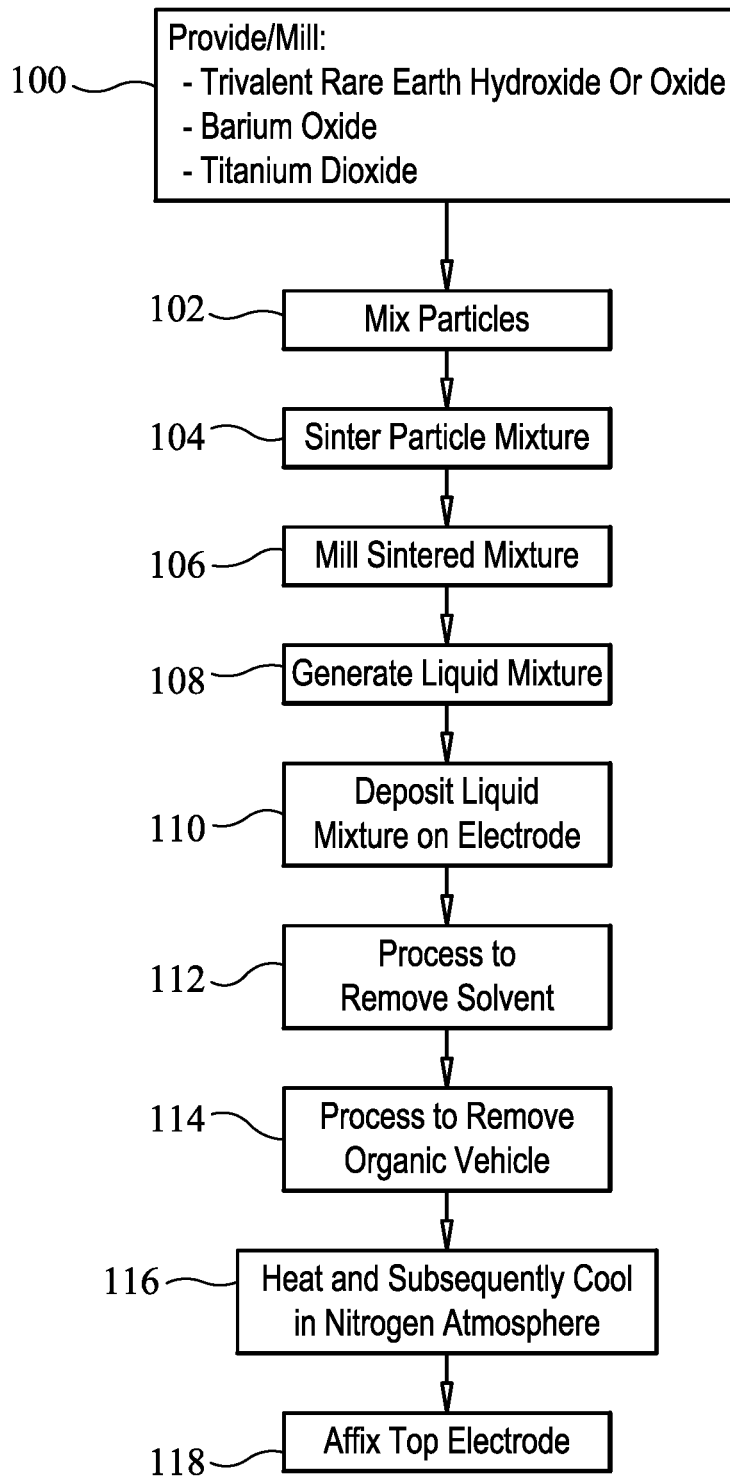 Provide/Mill:
100
- Trivalent Rare Earth Hydroxide Or Oxide
- Barium Oxide
- Titanium Dioxide
102
Mix Particles
104
Sinter Particle Mixture
106
Mill Sintered Mixture
108
Generate Liquid Mixture
110
Deposit Liquid
Mixture on Electrode
112
Process to
Remove Solvent
114
Process to Remove
Organic Vehicle
116
Heat and Subsequently Cool
in Nitrogen Atmosphere
118
Affix Top Electrode